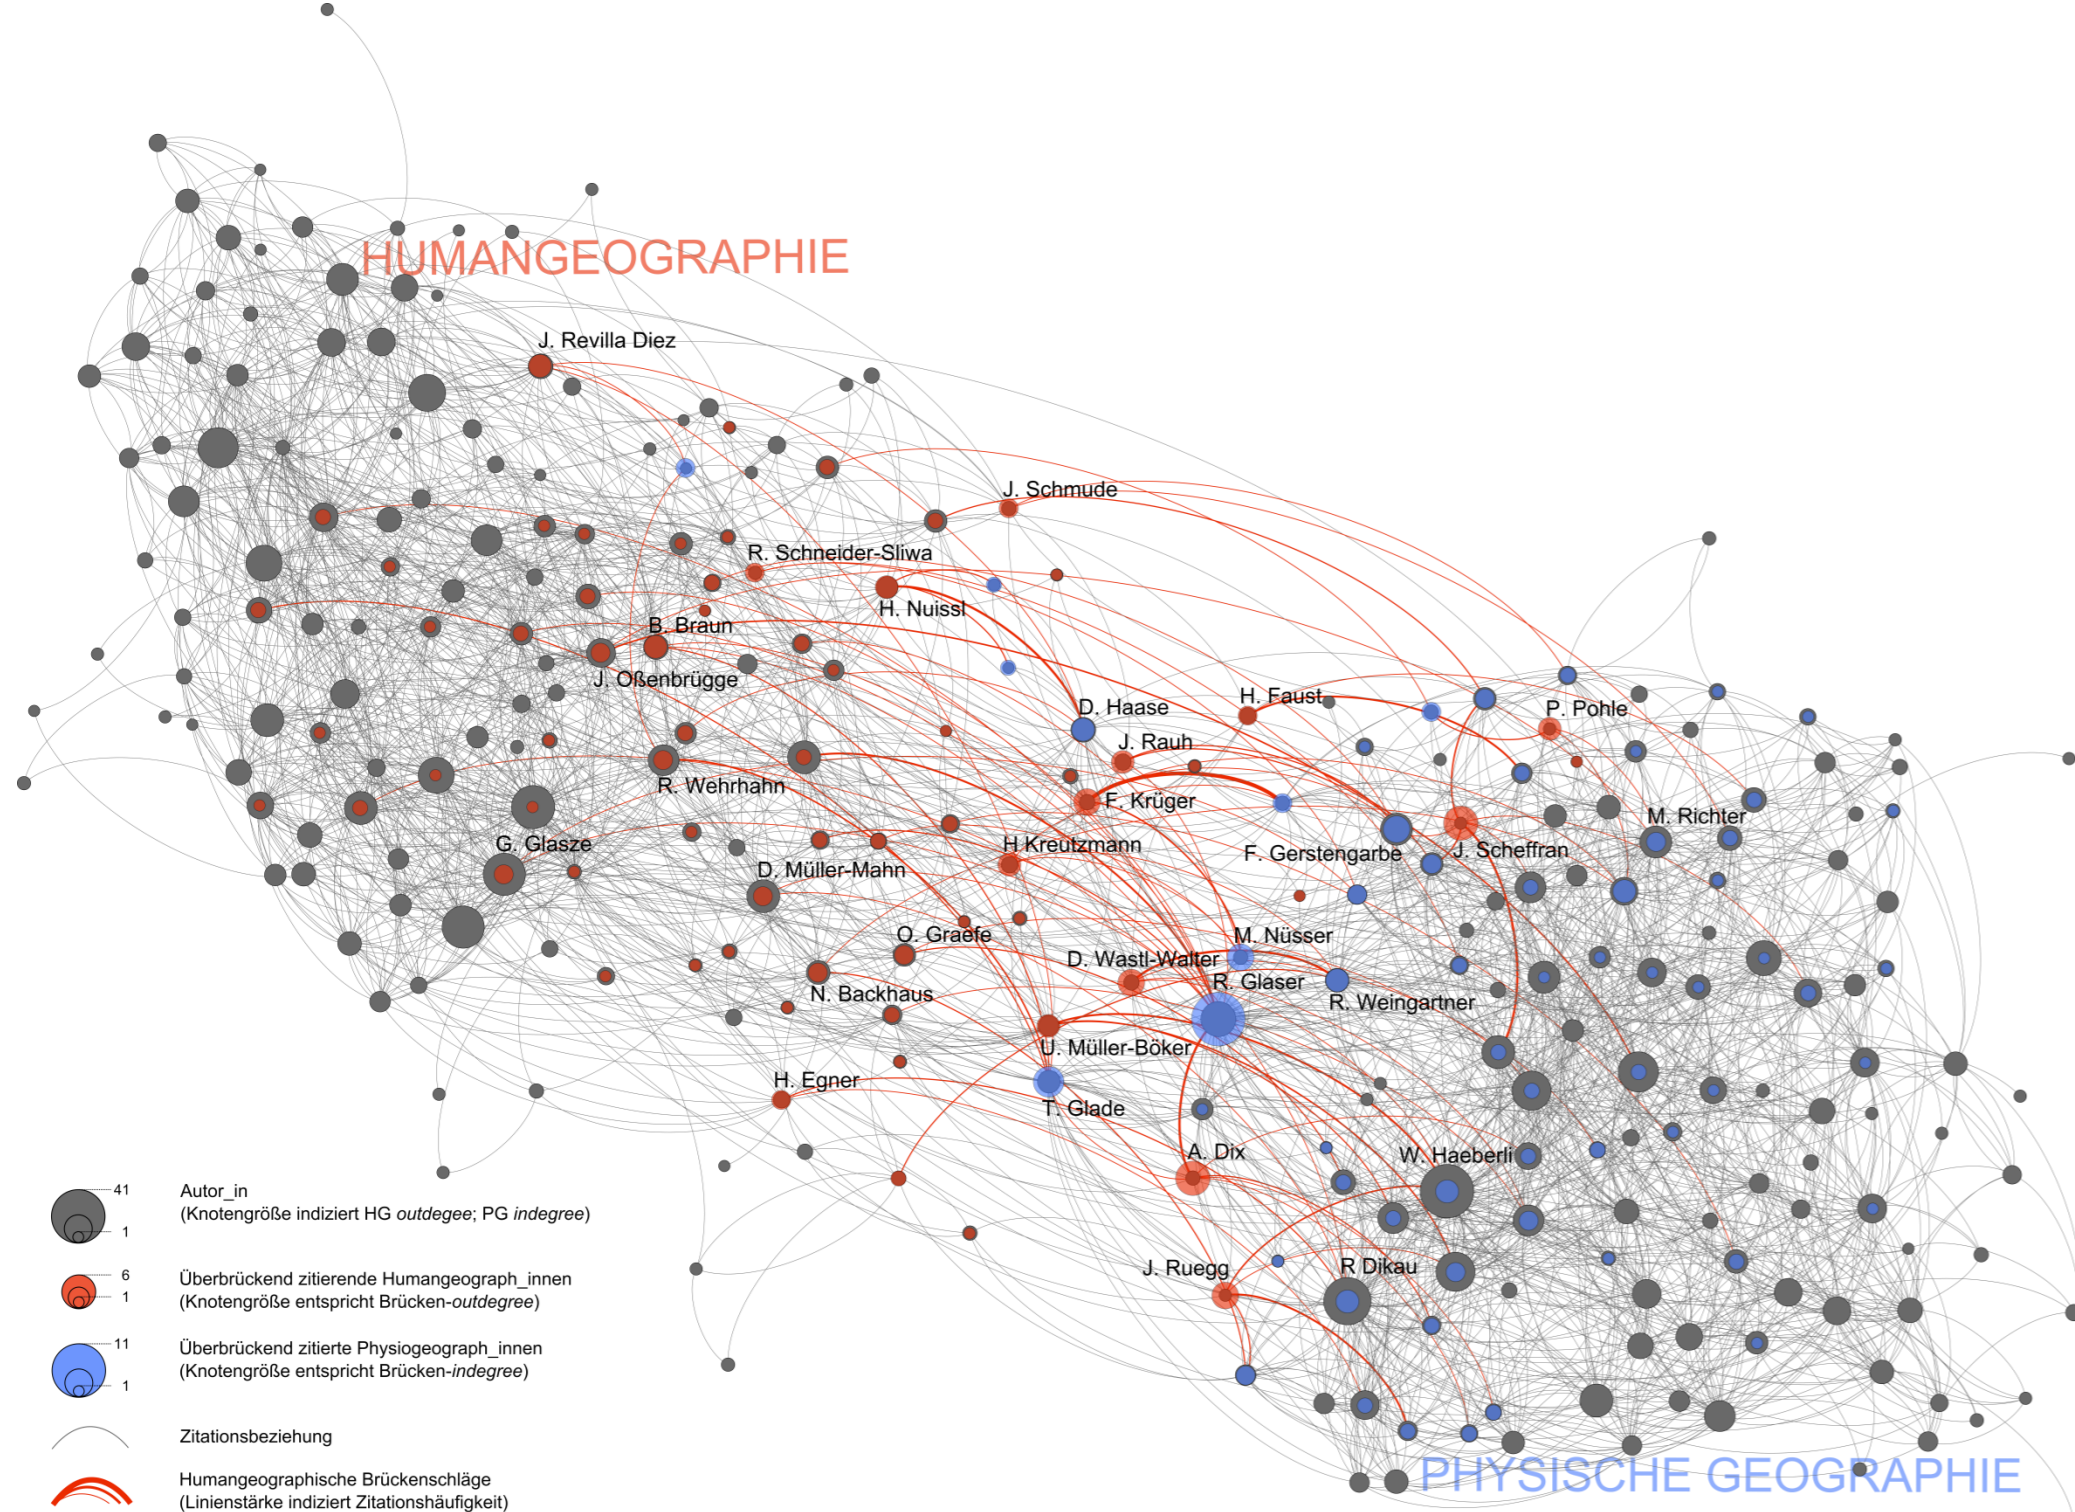 HUMANGEOGRAPHIE
J. Revilla Diez
J. Schmude
R. Schneider-Sliwa
H. Nuissl
B. Braun
J. Oßenbrügge
D. Haase
H. Faust
P. Pohle
J. Rauh
R. Wehrhahn
F. Krüger
M. Richter
G. Glasze
H Kreutzmann
F. Gerstengarbe
J. Scheffran
D. Müller-Mahn
O. Graefe
M. Nüsser
D. Wastl-Walter
R. Glaser
N. Backhaus
R. Weingartner
U. Müller-Böker
H. Egner
T. Glade
A. Dix
W. Haeberli
J. Ruegg
R Dikau
41
1
Autor_in
(Knotengröße indiziert HG outdegee; PG indegree)
6
1
Überbrückend zitierende Humangeograph_innen
(Knotengröße entspricht Brücken-outdegree)
11
1
Überbrückend zitierte Physiogeograph_innen
(Knotengröße entspricht Brücken-indegree)
Zitationsbeziehung
Humangeographische Brückenschläge
(Linienstärke indiziert Zitationshäufigkeit)
PHYSISCHE GEOGRAPHIE